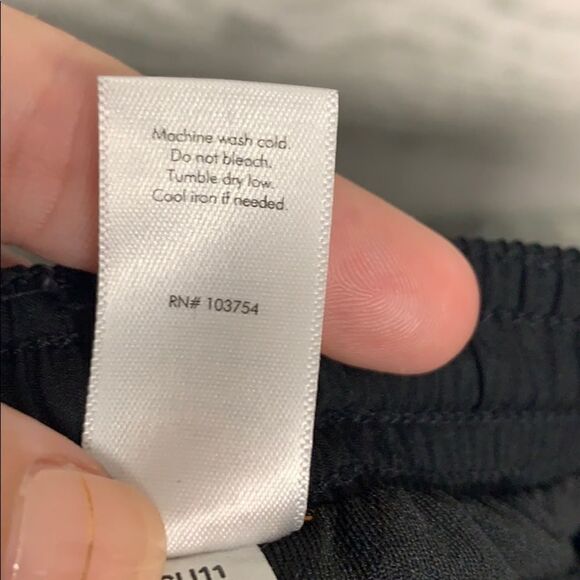 Machine wash cold.
Do not bleach.
Tumble dry low.
Cool iron if needed.
RN# 103754